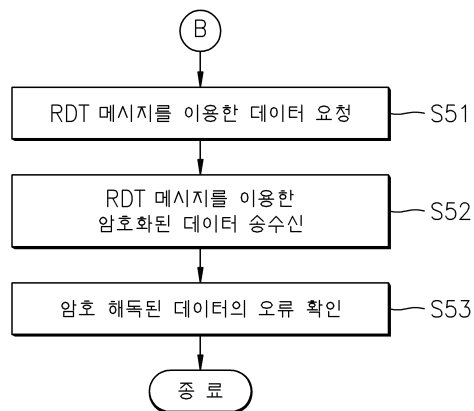 B
RDT 메시지를 이용한 데이터 요청
S51
RDT 메시지를 이용한
암호화된 데이터 송수신
S52
암호 해독된 데이터의 오류 확인
S53
종 료